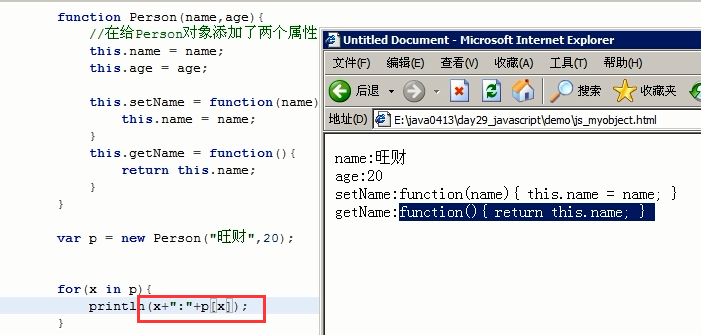 function Person(name,age){
//在给Person对象添加了两个属性
this.name = name;
this.age = age;
this.setName = function(name)
this.name = name;
}
this.getName = function(){
return this.name;
}
}
var p = new Person("旺财",20);
for(x in p){
println(x+":"+p[x]);
}
Untitled Document - Microsoft Internet Explorer
文件(F) 编辑(E) 查看(V) 收藏(A) 工具(T) 帮助(H)
后退 搜索 收藏夹
地址(D) E:\java0413\day29_javascript\demo\js_myobject.html
name:旺财
age:20
setName:function(name){ this.name = name; }
getName:function(){ return this.name; }